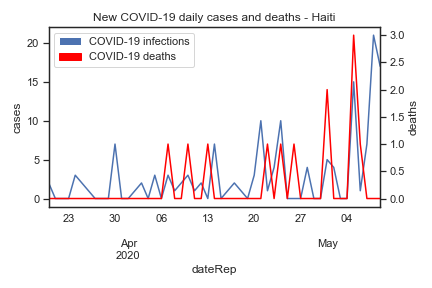 New COVID-19 daily cases and deaths - Haiti
COVID-19 infections
COVID-19 deaths
cases
20
15
10
5
0
deaths
3.0
2.5
2.0
1.5
1.0
0.5
0.0
23 30 06 13 20 27 04
Apr May
2020
dateRep